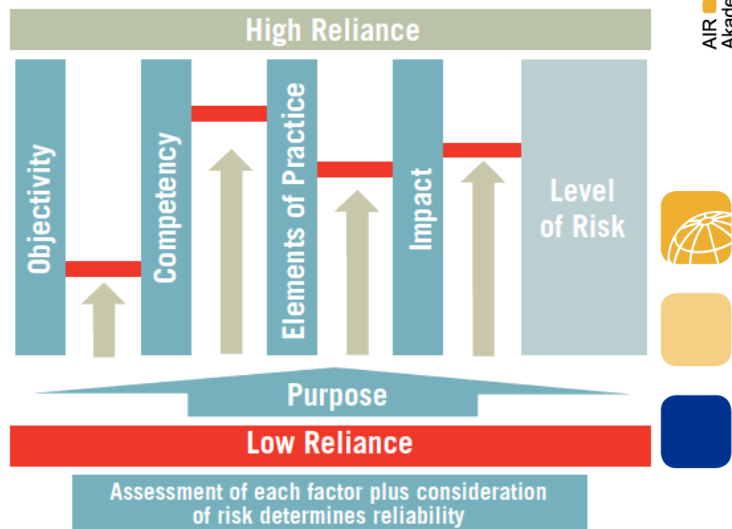 High Reliance
AIR
Akade
Objectivity
Competency
Elements of Practice
Impact
Level
of Risk
Purpose
Low Reliance
Assessment of each factor plus consideration
of risk determines reliability